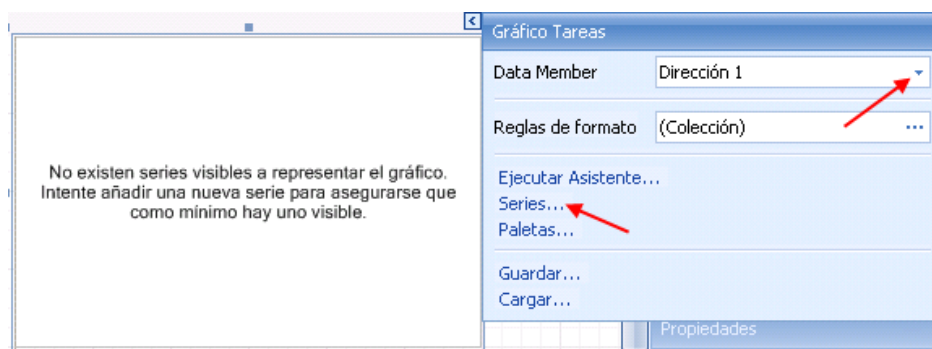 No existen series visibles a representar el gráfico.
Intente añadir una nueva serie para asegurarse que
como mínimo hay uno visible.
Gráfico Tareas
Data Member Dirección 1
Reglas de formato (Colección) ...
Ejecutar Asistente...
Series...
Paletas...
Guardar...
Cargar...
Propiedades